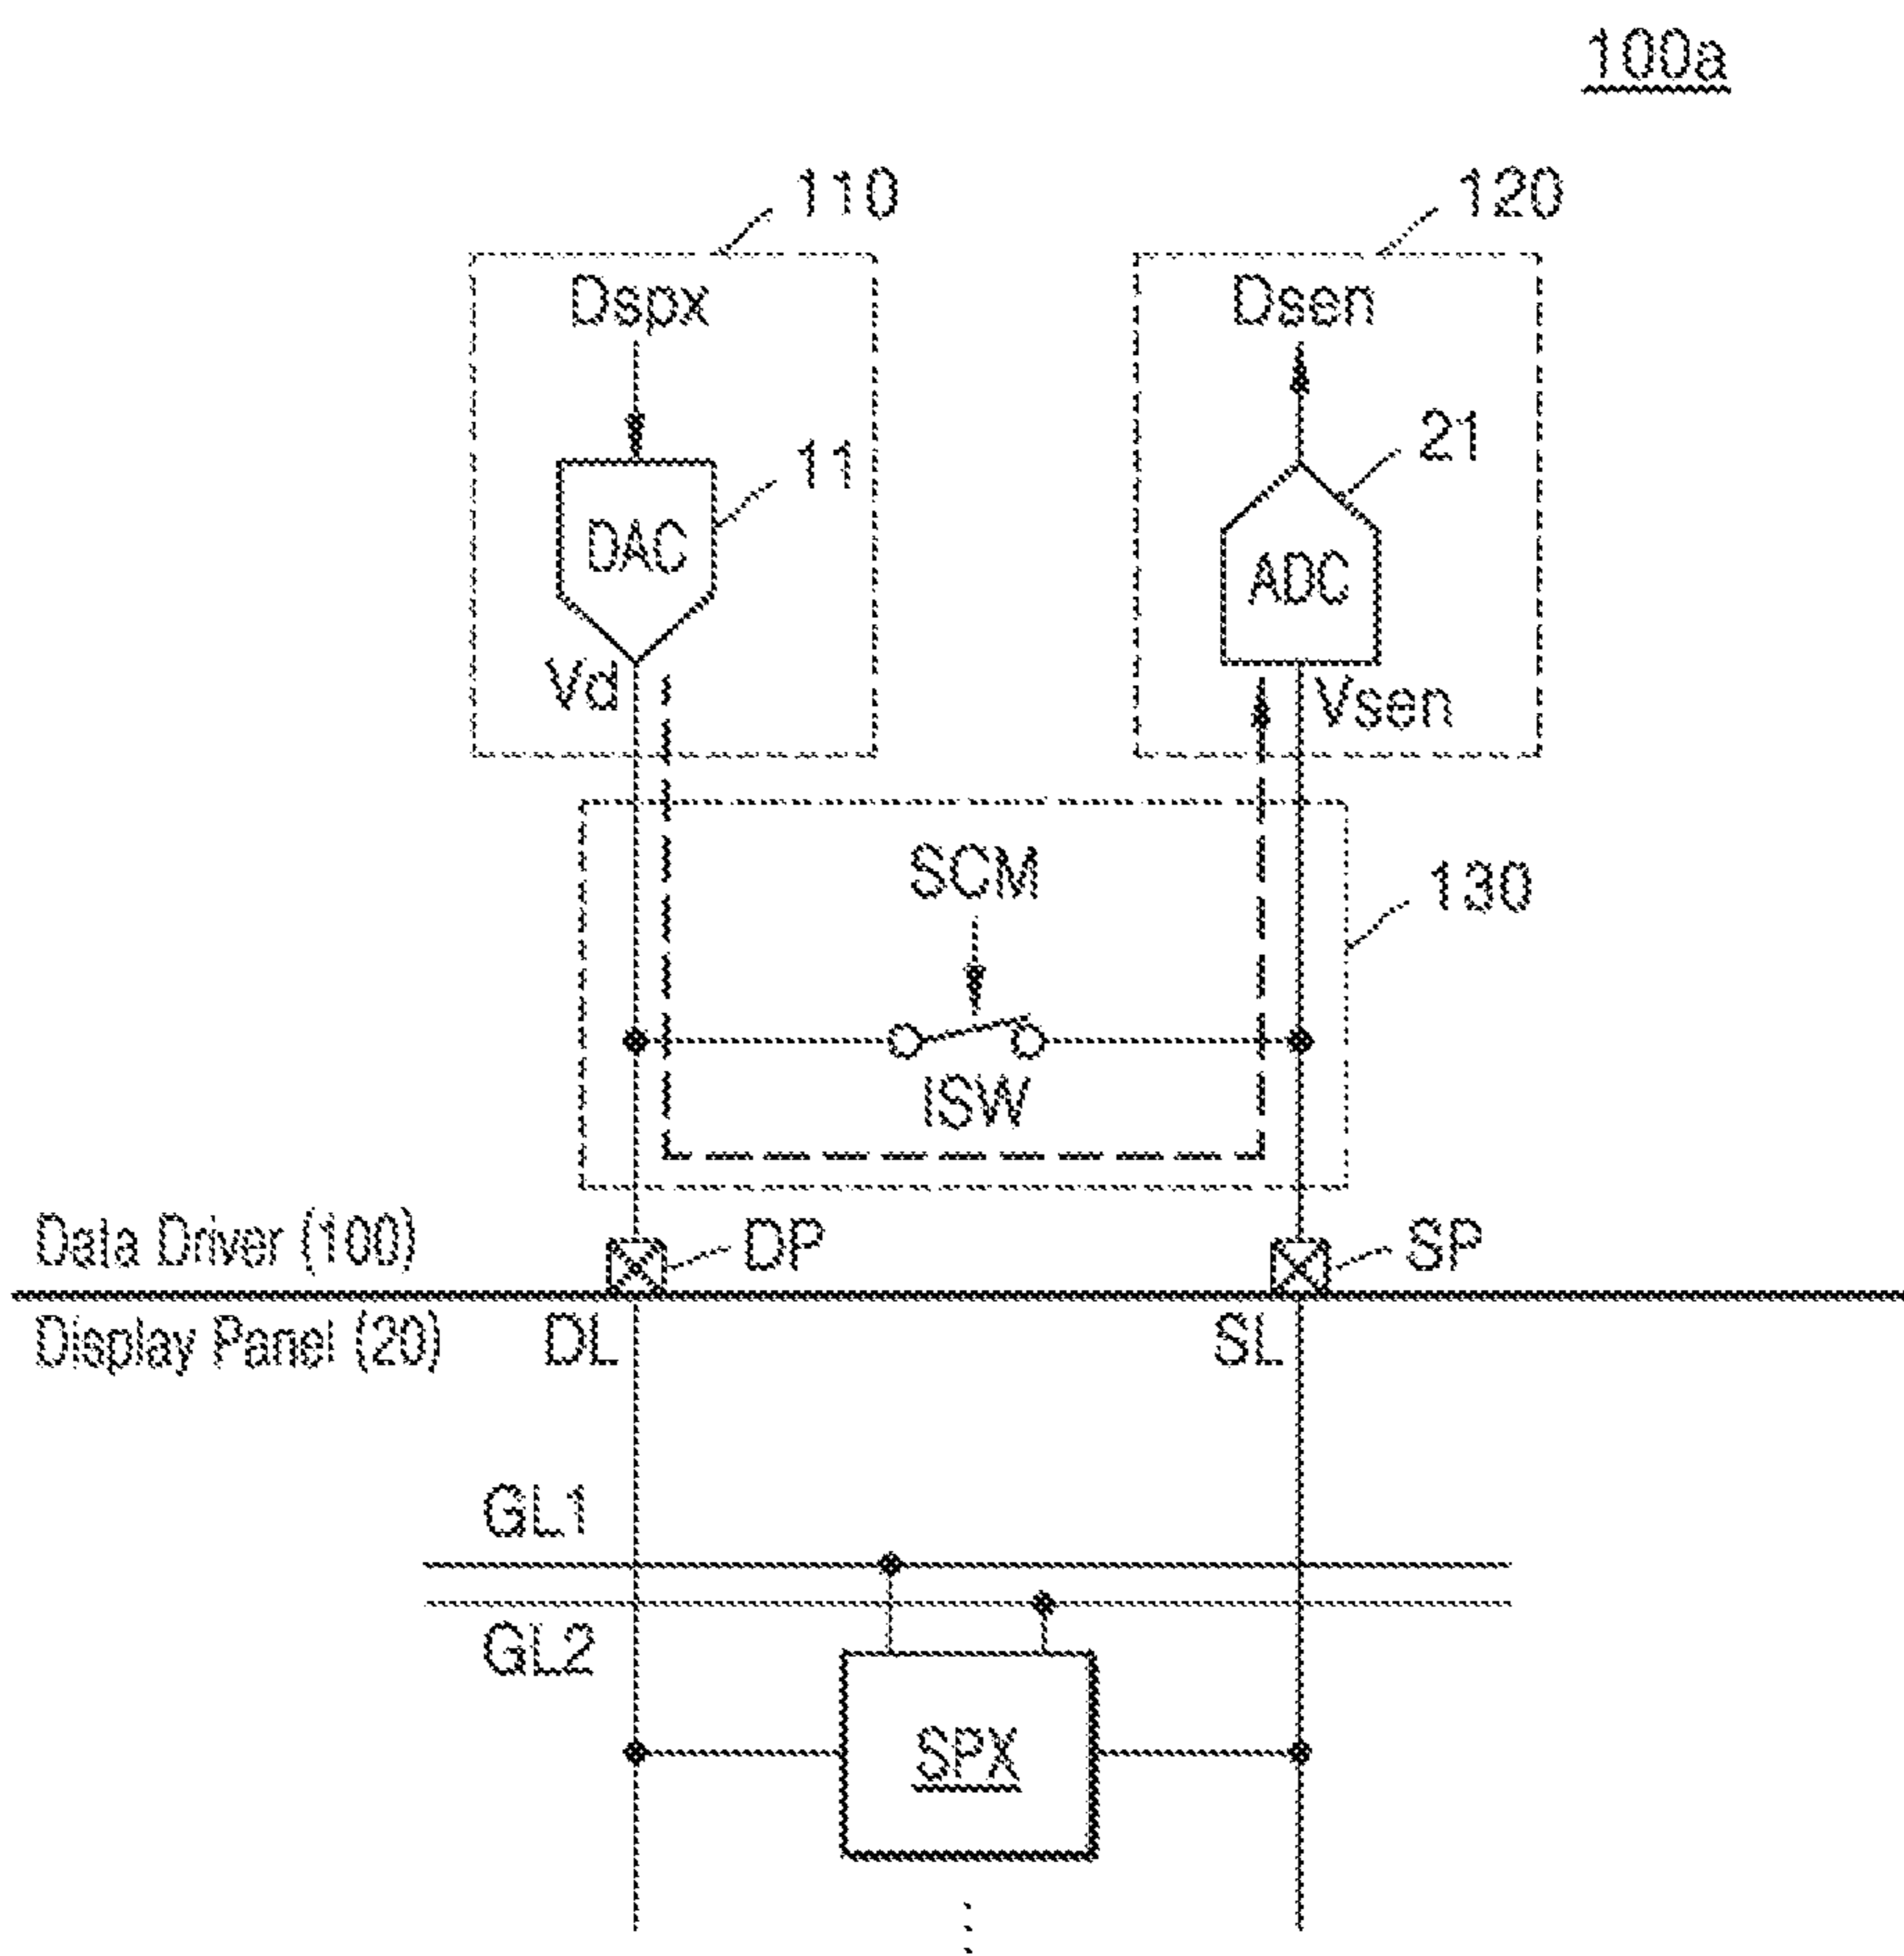 100a
110
120
Dspx
Dsen
11
21
DAC
ADC
Vd
Vsen
SCM
130
ISW
Data Driver (100)
DP
SP
Display Panel (20)
DL
SL
GL1
GL2
SPX